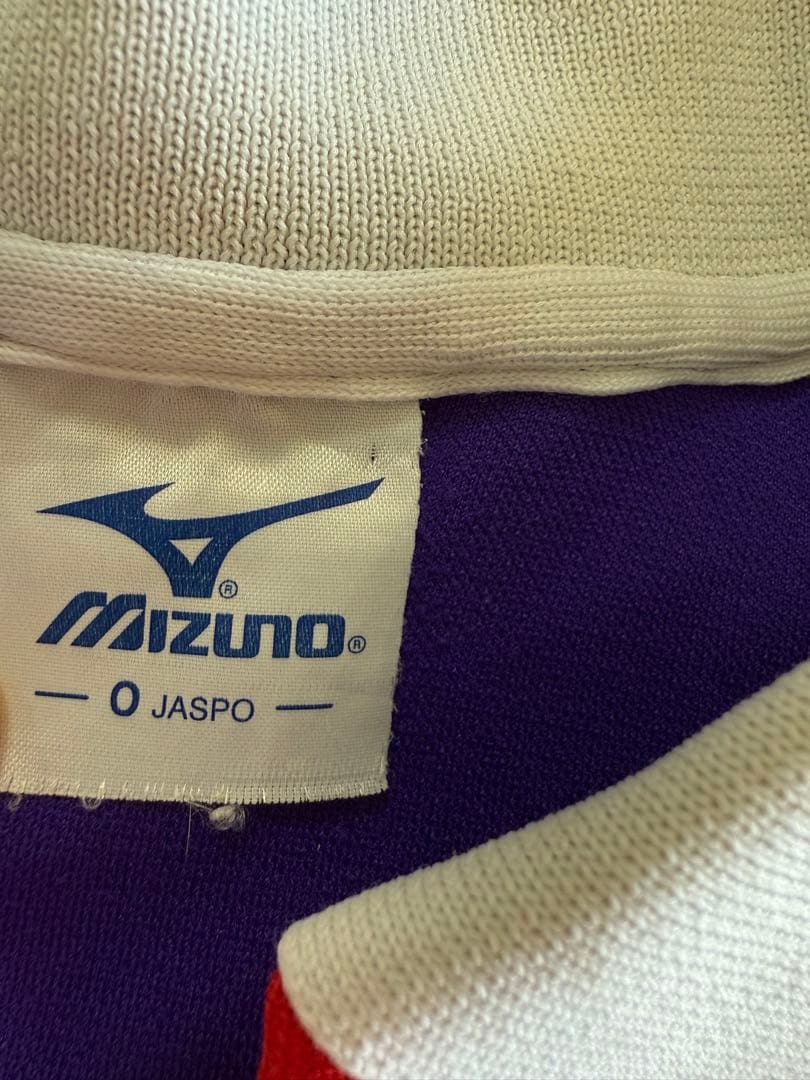 ®
MIZUNO®
— O JASPO —